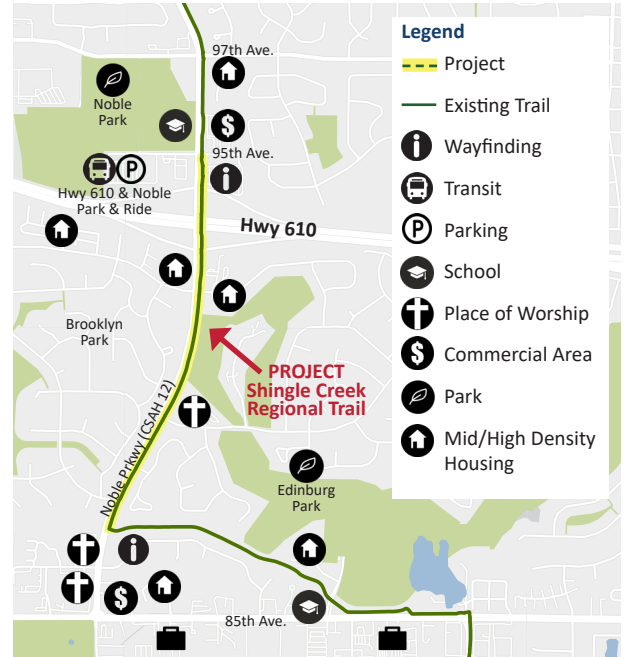 97th Ave.
Noble
Park
95th Ave.
P
Hwy 610 & Noble
Park & Ride
Hwy 610
Brooklyn
Park
PROJECT
Shingle Creek
Regional Trail
Noble Prkwy (CSAH 12)
Edinburg
Park
85th Ave.
$
i
i
$
Legend
Project
Existing Trail
i Wayfinding
Transit
P Parking
School
Place of Worship
$ Commercial Area
Park
Mid/High Density
Housing